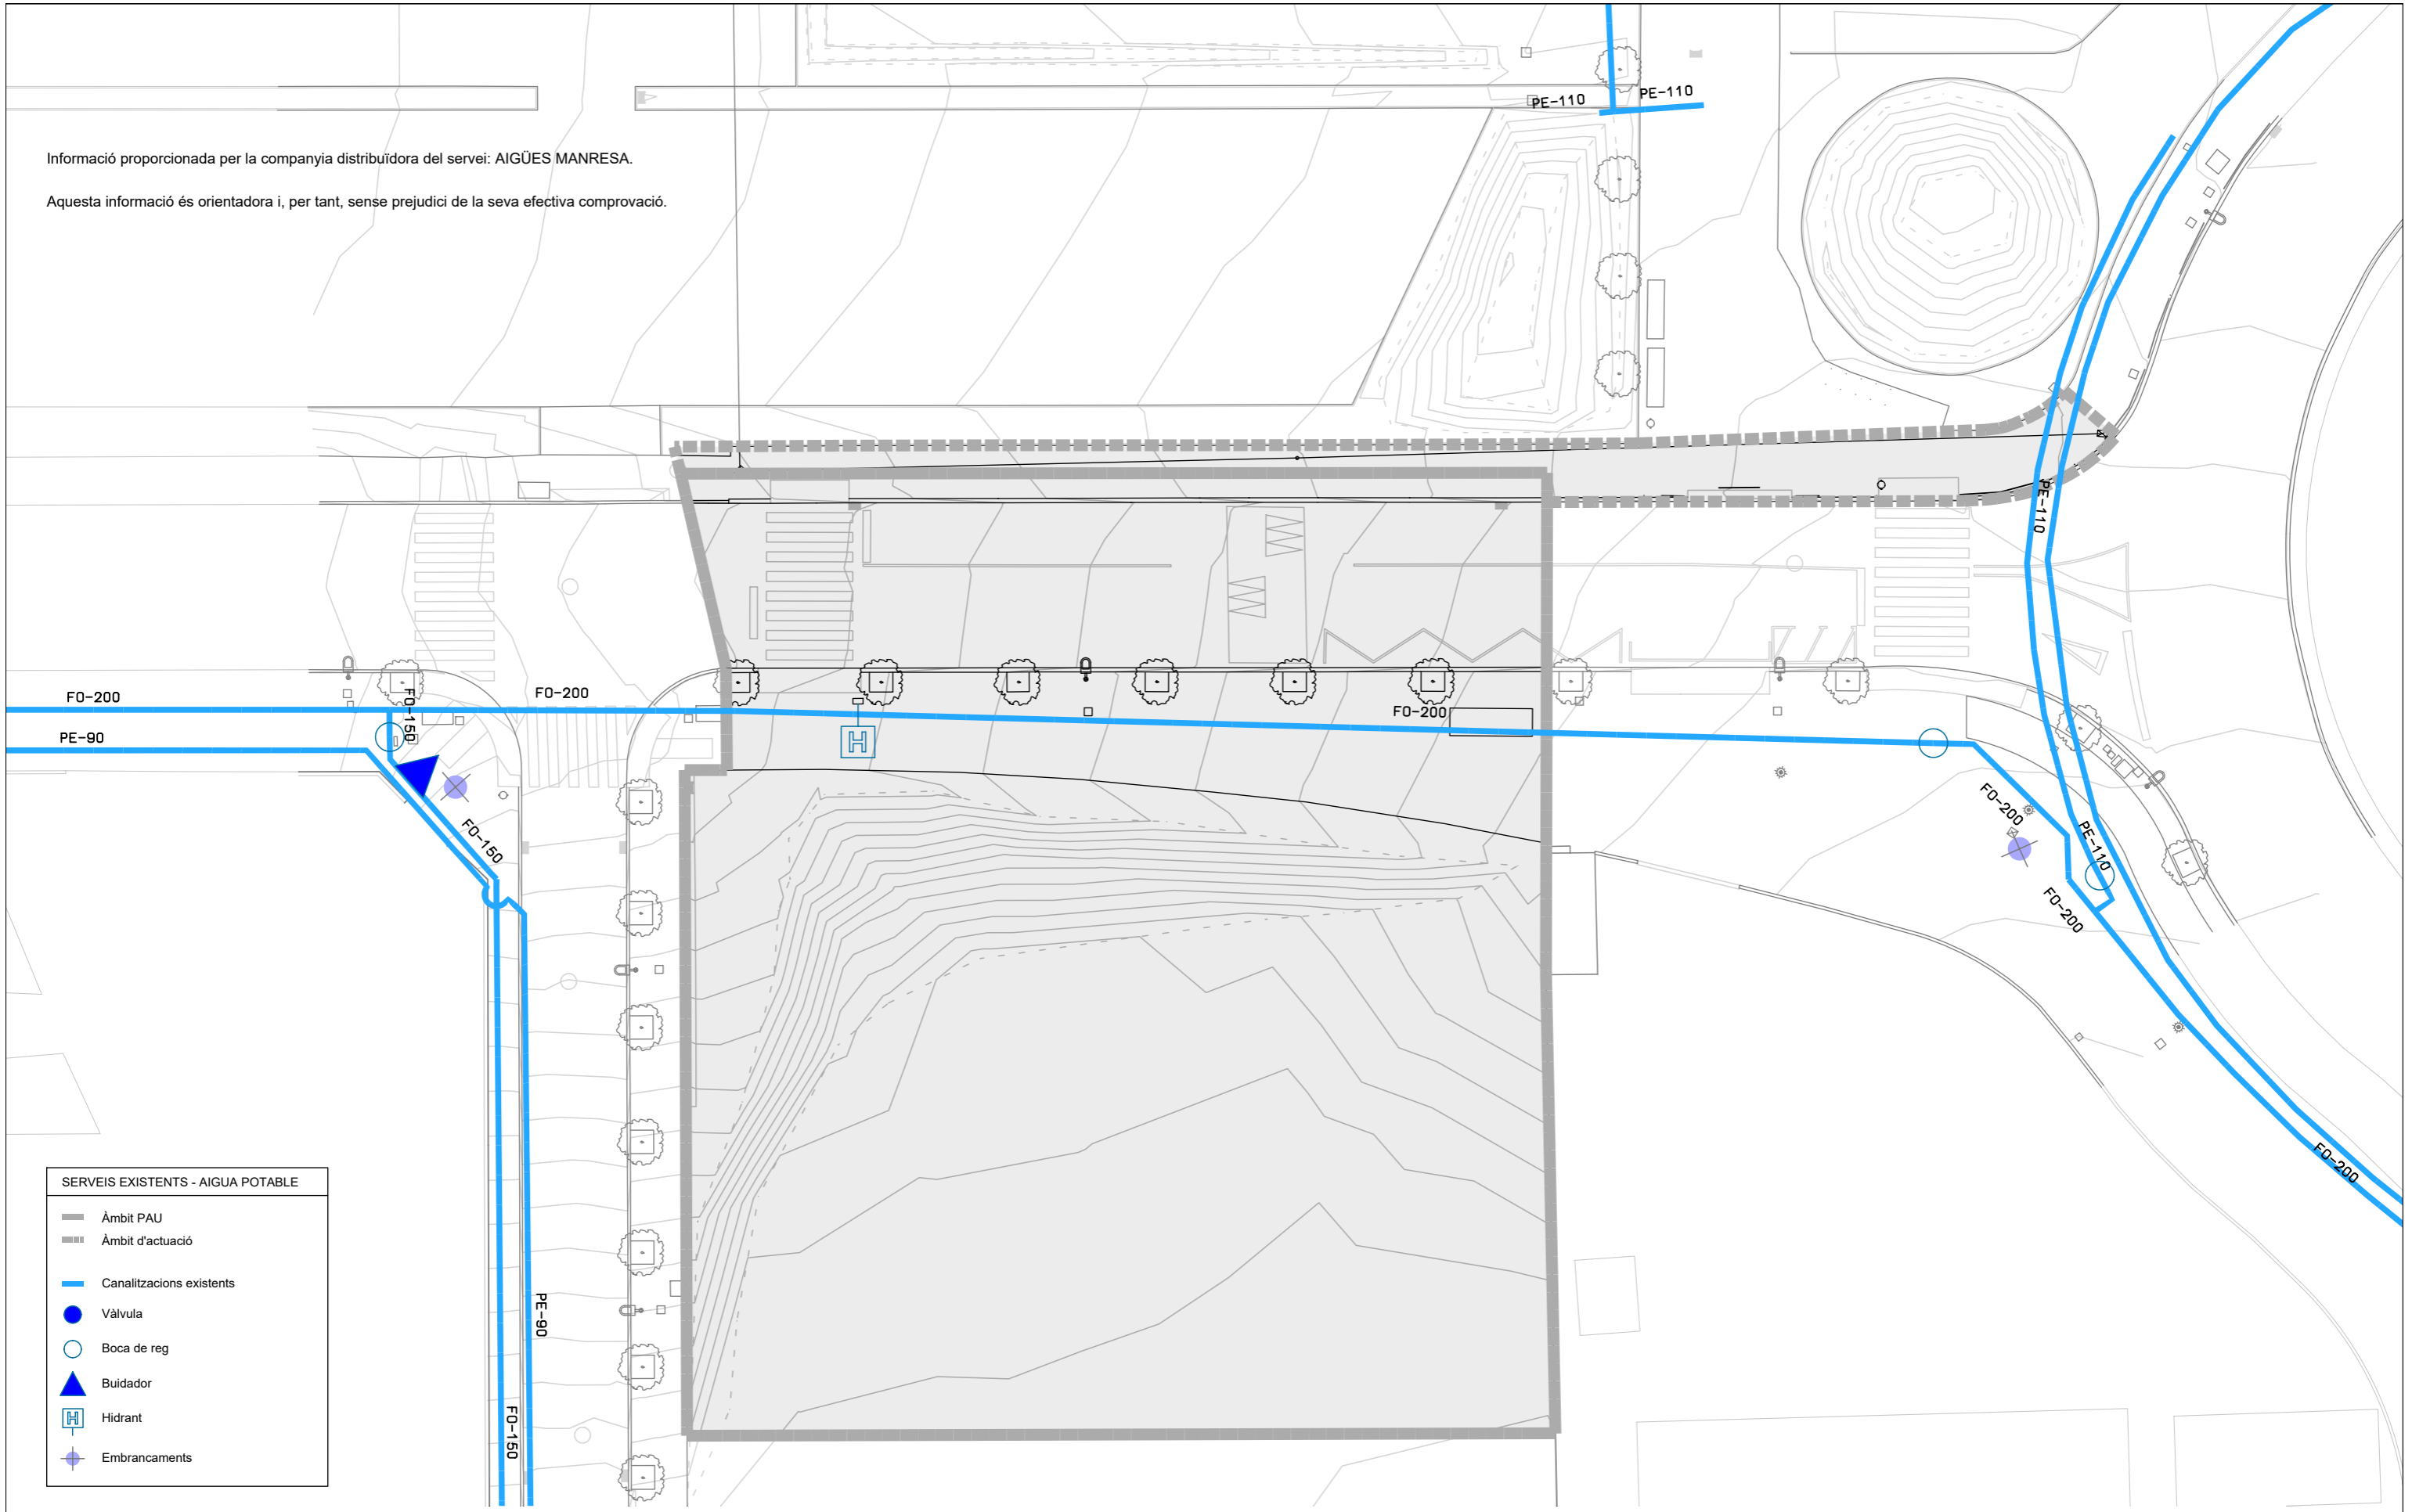 PE-110
PE-110
Informació proporcionada per la companyia distribuïdora del servei: AIGÜES MANRESA.
Aquesta informació és orientadora i, per tant, sense prejudici de la seva efectiva comprovació.
PE-110
FO-200
FO-150
FO-200
FO-200
PE-90
H
FO-200
FO-150
PE-110
FO-200
FO-200
SERVEIS EXISTENTS - AIGUA POTABLE
Àmbit PAU
Àmbit d'actuació
Canalitzacions existents
Vàlvula
Boca de reg
Buidador
H Hidrant
Embrancaments
PE-90
FO-150